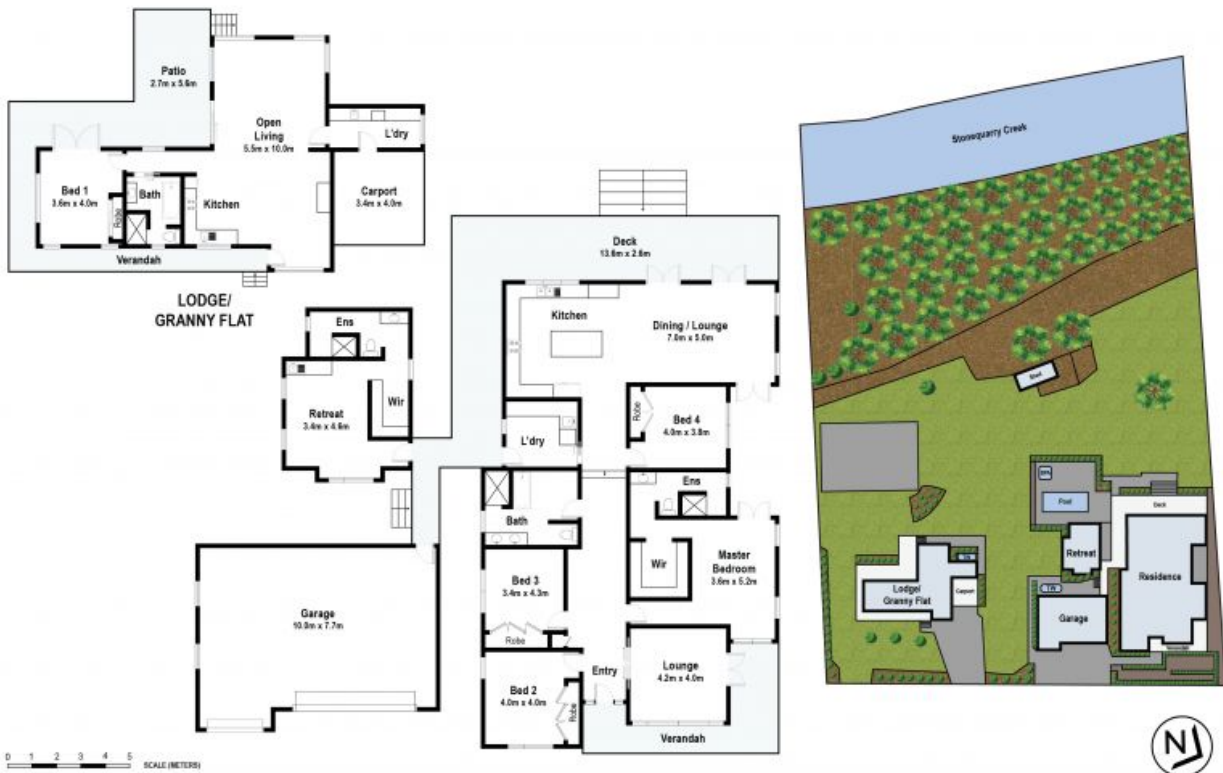 Patio
2.7m x 5.6m
Open
Living
5.5m x 10.0m
L'dry
Bed 1
3.6m x 4.0m
Robe
Bath
Kitchen
Carport
3.4m x 4.0m
Verandah
LODGE/
GRANNY FLAT
Deck
13.6m x 2.6m
Kitchen
Dining / Lounge
7.0m x 5.0m
Ens
Retreat
3.4m x 4.6m
Wir
Robe
Bed 4
4.0m x 3.8m
L'dry
Ens
Bath
Wir
Master
Bedroom
3.6m x 5.2m
Bed 3
3.4m x 4.3m
Robe
Garage
10.0m x 7.7m
Entry
Lounge
4.2m x 4.0m
Bed 2
4.0m x 4.0m
Robe
Verandah
0 1 2 3 4 5 SCALE (METERS)
Stonequarry Creek
Shed
Pool
Deck
Retreat
Residence
Lodge/
Granny Flat
Carport
Garage
Verandah
N